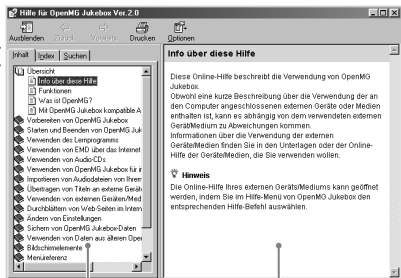 Hilfe für OpenMG Jukebox Ver.2.0
Ausblenden Zurück Vorwärts Drucken Optionen
Inhalt Index Suchen
Übersicht
Info über diese Hilfe
Funktionen
Was ist OpenMG?
Mit OpenMG Jukebox kompatible A
Vorbereiten von OpenMG Jukebox
Starten und Beenden von OpenMG Juk
Verwenden des Lernprogramms
Verwenden von EMD über das Internet
Verwenden von Audio-CDs
Verwenden von OpenMG Jukebox für ir
Importieren von Audiodateien von Ihrem
Übertragen von Titeln an externe Geräte
Verwenden von externen Geräten/Med
Durchblättern von Web-Seiten im Intern
Ändern von Einstellungen
Sichern von OpenMG Jukebox-Daten
Verwenden von Daten aus älteren Oper
Bildschirmelemente
Menüreferenz
Info über diese Hilfe
Diese Online-Hilfe beschreibt die Verwendung von OpenMG
Jukebox.
Obwohl eine kurze Beschreibung über die Verwendung der an
den Computer angeschlossenen externen Geräte oder Medien
enthalten ist, kann es abhängig von dem verwendeten externen
Gerät/Medium zu Abweichungen kommen.
Informationen über die Verwendung der externen
Geräte/Medien finden Sie in den Unterlagen oder der Online-
Hilfe der Geräte/Medien, die Sie verwenden wollen.
Hinweis
Die Online-Hilfe Ihres externen Geräts/Mediums kann geöffnet
werden, indem Sie im Hilfe-Menü von OpenMG Jukebox den
entsprechenden Hilfe-Befehl auswählen.